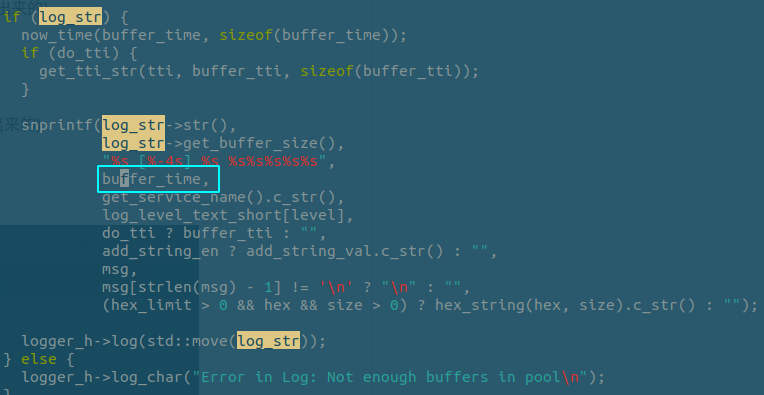 if (log_str) {
now_time(buffer_time, sizeof(buffer_time));
if (do_tti) {
get_tti_str(tti, buffer_tti, sizeof(buffer_tti));
}
snprintf(log_str->str(),
log_str->get_buffer_size(),
"%s [%-4s] %s %s%s%s%s%s",
buffer_time,
get_service_name().c_str(),
log_level_text_short[level],
do_tti ? buffer_tti : "",
add_string_en ? add_string_val.c_str() : "",
msg,
msg[strlen(msg) - 1] != '\n' ? "\n" : "",
(hex_limit > 0 && hex && size > 0) ? hex_string(hex, size).c_str() : "");
logger_h->log(std::move(log_str));
} else {
logger_h->log_char("Error in Log: Not enough buffers in pool\n");